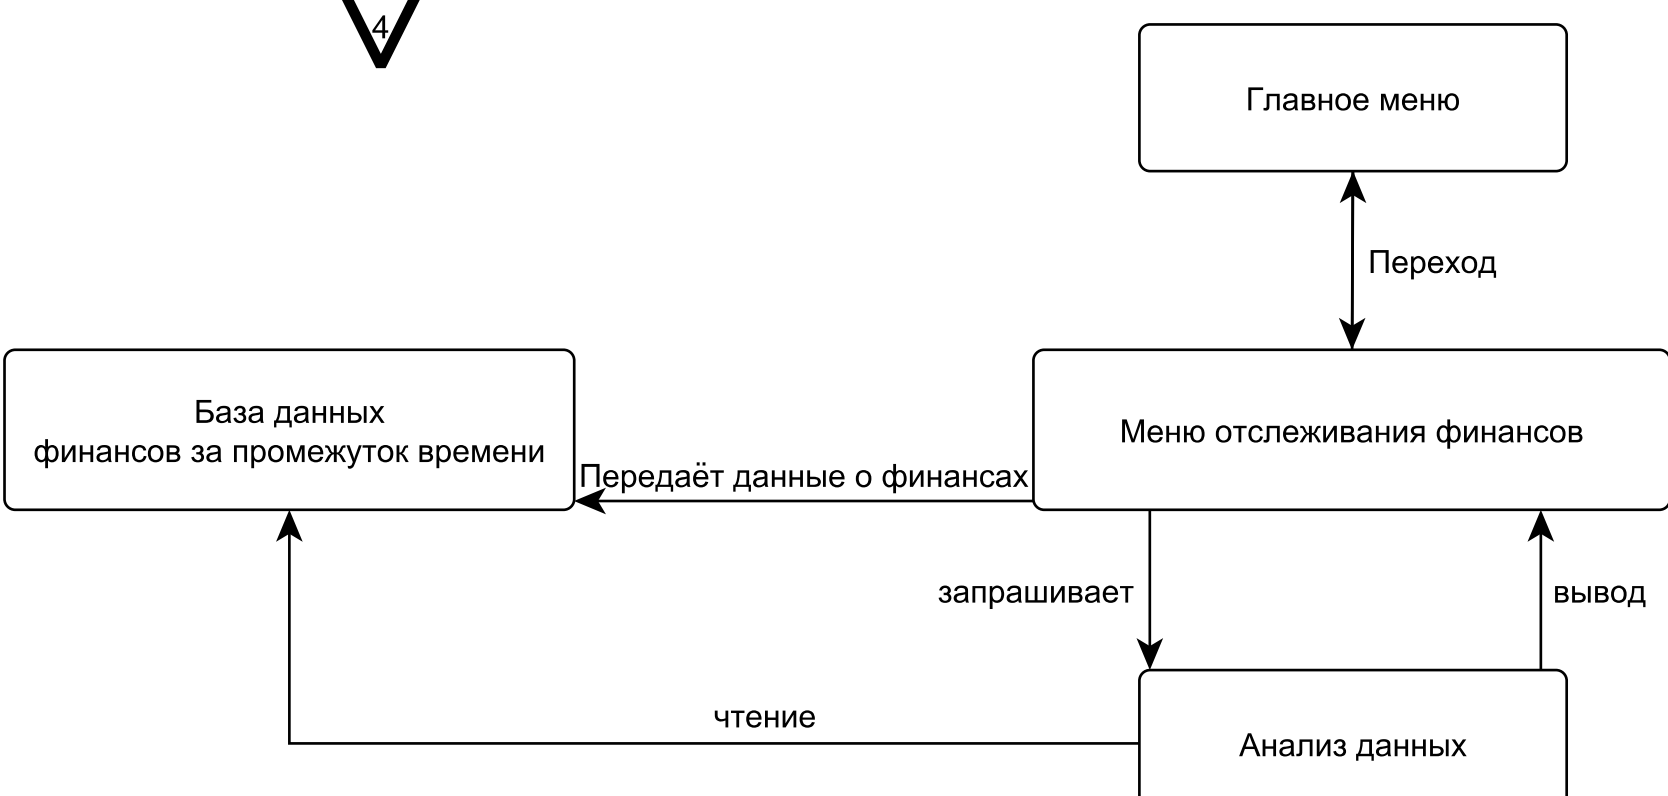 4
Главное меню
Переход
База данных
финансов за промежуток времени
Передаёт данные о финансах
Меню отслеживания финансов
запрашивает
вывод
чтение
Анализ данных